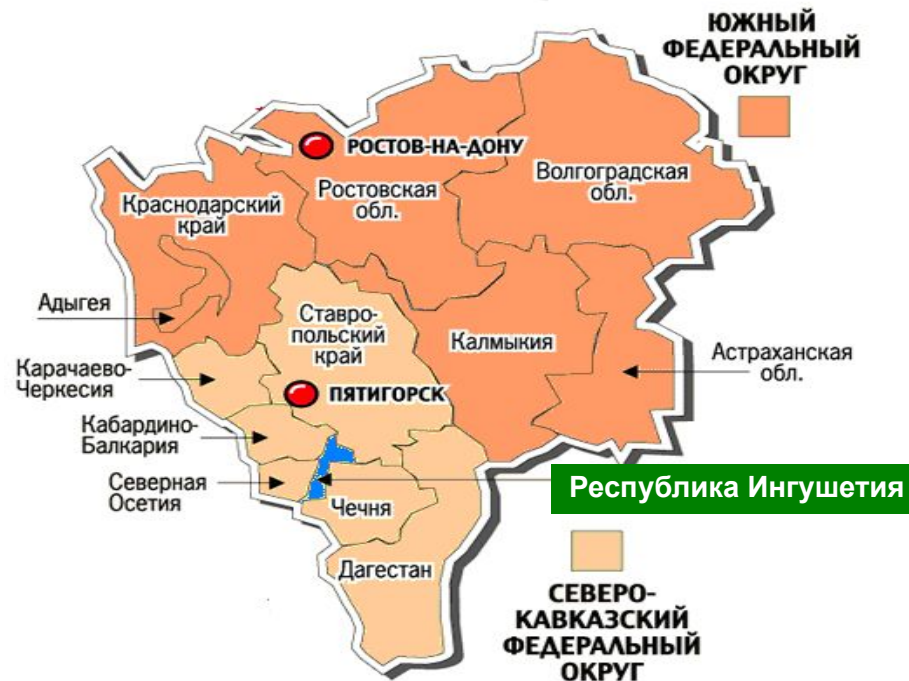 ЮЖНЫЙ
ФЕДЕРАЛЬНЫЙ
ОКРУГ
РОСТОВ-НА-ДОНУ
Волгоградская
обл.
Ростовская
обл.
Краснодарский
край
Адыгея
Ставро-
польский
край
Калмыкия
Астраханская
обл.
Карачаево-
Черкесия
ПЯТИГОРСК
Кабардино-
Балкария
Северная
Осетия
Республика Ингушетия
Чечня
Дагестан
СЕВЕРО-
КАВКАЗСКИЙ
ФЕДЕРАЛЬНЫЙ
ОКРУГ